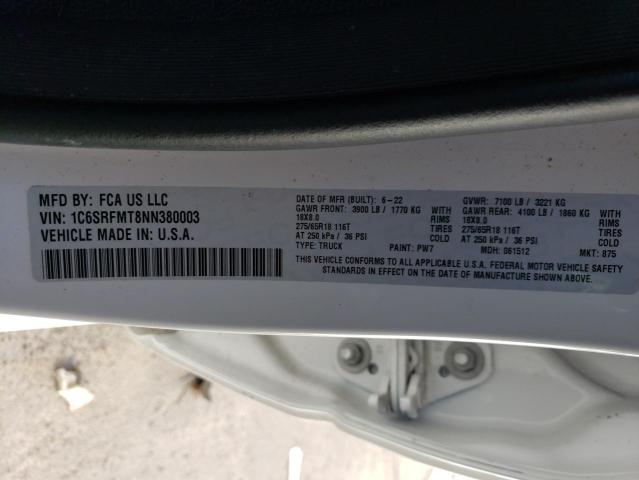 MFD BY: FCA US LLC
VIN: 1C6SRFMT8NN380003
VEHICLE MADE IN: U.S.A.
DATE OF MFR (BUILT): 6-22 GVWR: 7100 LB / 3221 KG
GAWR FRONT: 3900 LB / 1770 KG WITH GAWR REAR: 4100 LB / 1860 KG WITH
18X8.0 RIMS 18X8.0 RIMS
275/65R18 116T TIRES 275/65R18 116T TIRES
AT 250 kPa / 36 PSI COLD AT 250 kPa / 36 PSI COLD
TYPE: TRUCK PAINT: PW7 MDH: 061512 MKT: 875
THIS VEHICLE CONFORMS TO ALL APPLICABLE U.S.A. FEDERAL MOTOR VEHICLE SAFETY
STANDARDS IN EFFECT ON THE DATE OF MANUFACTURE SHOWN ABOVE.